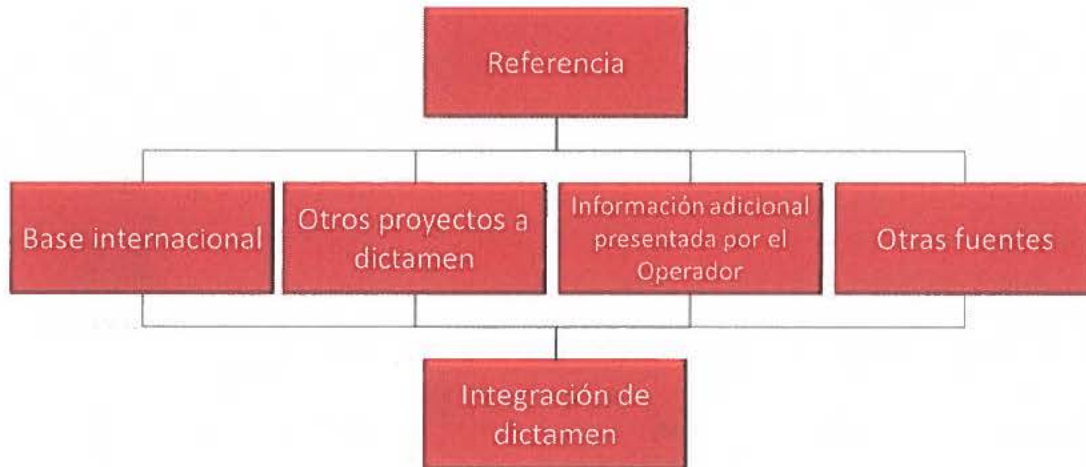 Referencia
Base internacional
Otros proyectos a
dictamen
Información adicional
presentada por el
Operador
Otras fuentes
Integración de
dictamen